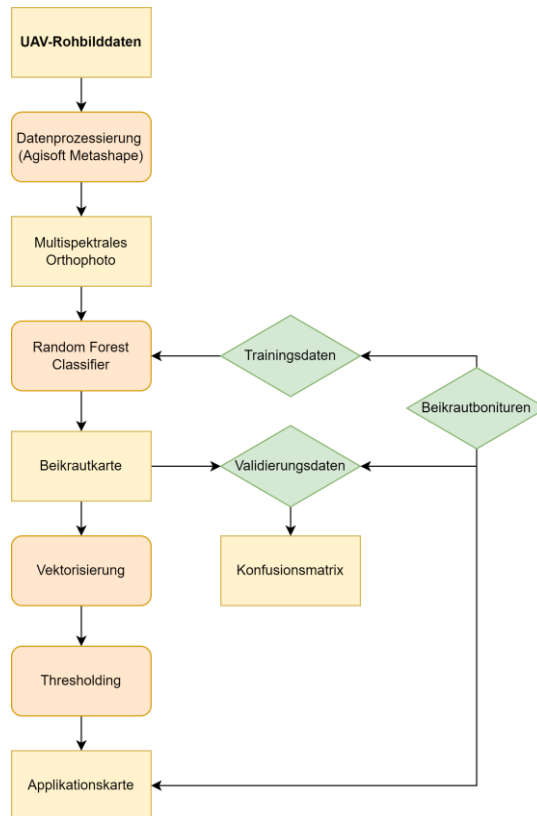 UAV-Rohbilddaten
Datenprozessierung
(Agisoft Metashape)
Multispektrales
Orthophoto
Random Forest
Classifier
Trainingsdaten
Beikrautbonituren
Beikrautkarte
Validierungsdaten
Vektorisierung
Konfusionsmatrix
Thresholding
Applikationskarte